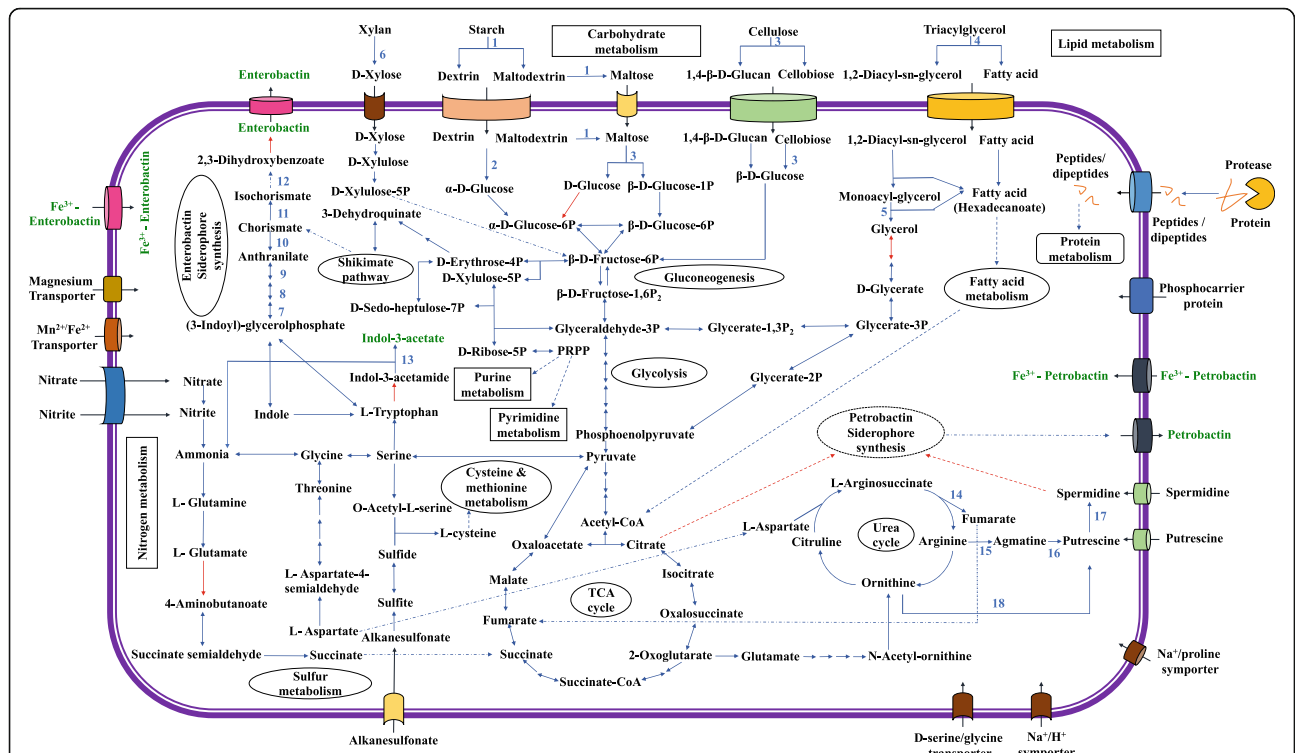 Xylan
Starch
Carbohydrate
metabolism
Cellulose
Triacylglycerol
Lipid metabolism
6
1
3
4
Enterobactin
D-Xylose
Dextrin
Maltodextrin
1
Maltose
1,4-β-D-Glucan
Cellobiose
1,2-Diacyl-sn-glycerol
Fatty acid
Enterobactin
D-Xylose
Dextrin
Maltodextrin
1
Maltose
1,4-β-D-Glucan
Cellobiose
1,2-Diacyl-sn-glycerol
Fatty acid
2,3-Dihydroxybenzoate
D-Xylulose
2
3
3
Peptides/
dipeptides
Protease
12
Isochorismate
D-Xylulose-5P
α-D-Glucose
D-Glucose
β-D-Glucose-1P
β-D-Glucose
Monoacyl-glycerol
Fatty acid
(Hexadecanoate)
Fe³⁺ -
Enterobactin
Fe³⁺ - Enterobactin
Enterobactin
Siderophore
synthesis
11
Chorismate
3-Dehydroquinate
α-D-Glucose-6P
β-D-Glucose-6P
5
Glycerol
Peptides /
dipeptides
Protein
10
Anthranilate
9
8
7
Shikimate
pathway
D-Erythrose-4P
D-Xylulose-5P
β-D-Fructose-6P
Gluconeogenesis
Protein
metabolism
Magnesium
Transporter
β-D-Fructose-1,6P₂
D-Glycerate
Fatty acid
metabolism
Phosphocarrier
protein
D-Sedo-heptulose-7P
Mn²⁺/Fe²⁺
Transporter
(3-Indoyl)-glycerolphosphate
Glyceraldehyde-3P
Glycerate-1,3P₂
Glycerate-3P
Indol-3-acetate
13
D-Ribose-5P
PRPP
Indol-3-acetamide
Purine
metabolism
Glycolysis
Glycerate-2P
Fe³⁺ - Petrobactin
Fe³⁺ - Petrobactin
Nitrate
Nitrate
Nitrite
Nitrite
Indole
L-Tryptophan
Pyrimidine
metabolism
Phosphoenolpyruvate
Petrobactin
Siderophore
synthesis
Petrobactin
Nitrogen metabolism
Ammonia
Glycine
Serine
Pyruvate
Cysteine &
methionine
metabolism
Threonine
L- Glutamine
O-Acetyl-L-serine
L-cysteine
Acetyl-CoA
L-Arginosuccinate
14
Spermidine
Spermidine
L-Aspartate
Fumarate
17
Urea
cycle
Citruline
Arginine
15
Agmatine
16
Putrescine
Putrescine
L- Glutamate
Sulfide
Oxaloacetate
Citrate
L- Aspartate-4-
semialdehyde
Malate
Isocitrate
Ornithine
4-Aminobutanoate
Sulfite
TCA
cycle
18
L- Aspartate
Alkanesulfonate
Fumarate
Oxalosuccinate
Succinate semialdehyde
Succinate
Succinate
2-Oxoglutarate
Glutamate
N-Acetyl-ornithine
Na⁺/proline
symporter
Sulfur
metabolism
Succinate-CoA
Alkanesulfonate
D-serine/glycine
transporter
Na⁺/H⁺
symporter